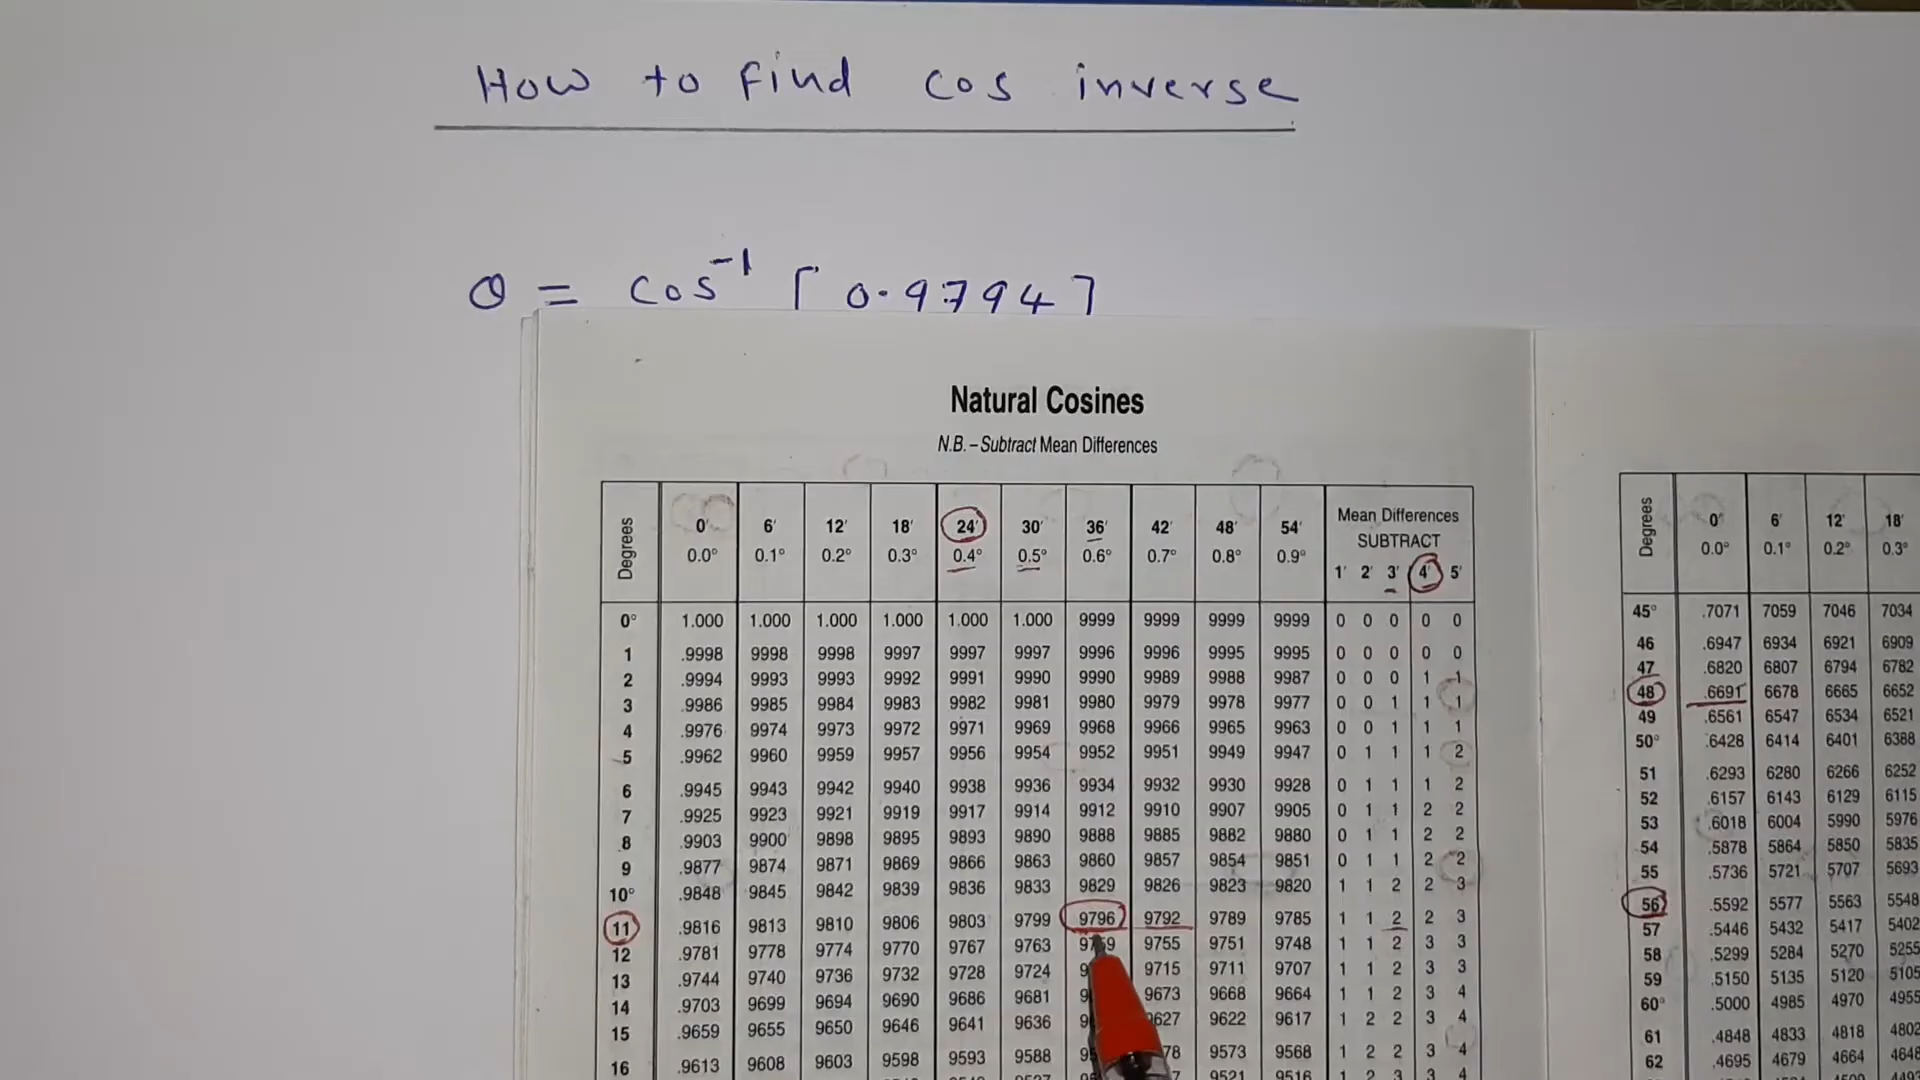 How to find cos inverse
θ = cos⁻¹ [0.9794]
Natural Cosines
N.B. – Subtract Mean Differences
Degrees 0′ 6′ 12′ 18′ 24′ 30′ 36′ 42′ 48′ 54′ Mean Differences
0.0° 0.1° 0.2° 0.3° 0.4° 0.5° 0.6° 0.7° 0.8° 0.9° SUBTRACT
1′ 2′ 3′ 4′ 5′
0° 1.000 1.000 1.000 1.000 1.000 1.000 9999 9999 9999 9999 0 0 0 0 0
1 .9998 9998 9998 9997 9997 9997 9996 9996 9995 9995 0 0 0 0 0
2 .9994 9993 9993 9992 9991 9990 9990 9989 9988 9987 0 0 0 1 1
3 .9986 9985 9984 9983 9982 9981 9980 9979 9978 9977 0 0 1 1 1
4 .9976 9974 9973 9972 9971 9969 9968 9966 9965 9963 0 0 1 1 1
5 .9962 9960 9959 9957 9956 9954 9952 9951 9949 9947 0 1 1 1 2
6 .9945 9943 9942 9940 9938 9936 9934 9932 9930 9928 0 1 1 1 2
7 .9925 9923 9921 9919 9917 9914 9912 9910 9907 9905 0 1 1 2 2
8 .9903 9900 9898 9895 9893 9890 9888 9885 9882 9880 0 1 1 2 2
9 .9877 9874 9871 9869 9866 9863 9860 9857 9854 9851 0 1 1 2 2
10° .9848 9845 9842 9839 9836 9833 9829 9826 9823 9820 1 1 2 2 3
11 .9816 9813 9810 9806 9803 9799 9796 9792 9789 9785 1 1 2 2 3
12 .9781 9778 9774 9770 9767 9763 9755 9751 9748 1 1 2 3 3
13 .9744 9740 9736 9732 9728 9724 9715 9711 9707 1 1 2 3 3
14 .9703 9699 9694 9690 9686 9681 9673 9668 9664 1 1 2 3 4
15 .9659 9655 9650 9646 9641 9636 9622 9617 1 2 2 3 4
16 .9613 9608 9603 9598 9593 9588 9573 9568 1 2 2 3 4
Degrees 0′ 6′ 12′ 18′
0.0° 0.1° 0.2° 0.3°
45° .7071 7059 7046 7034
46 .6947 6934 6921 6909
47 .6820 6807 6794 6782
48 .6691 6678 6665 6652
49 .6561 6547 6534 6521
50° .6428 6414 6401 6388
51 .6293 6280 6266 6252
52 .6157 6143 6129 6115
53 .6018 6004 5990 5976
54 .5878 5864 5850 5835
55 .5736 5721 5707 5693
56 .5592 5577 5563 5548
57 .5446 5432 5417 5402
58 .5299 5284 5270 5255
59 .5150 5135 5120 5105
60° .5000 4985 4970 4955
61 .4848 4833 4818 4802
62 .4695 4679 4664 4648